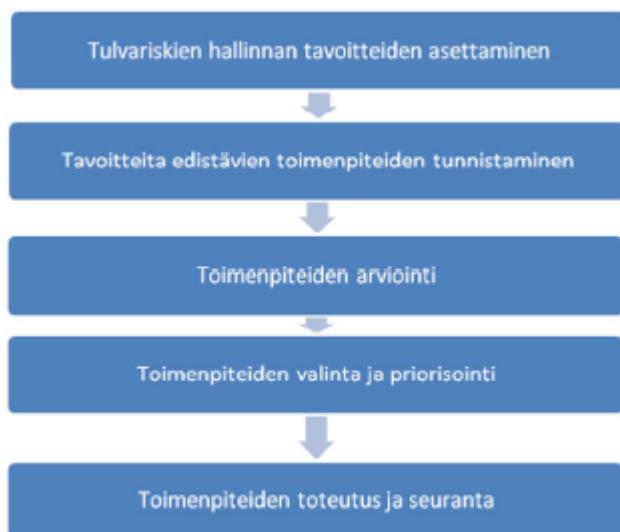 Tulvariskien hallinnan tavoitteiden asettaminen
Tavoitteita edistävien toimenpiteiden tunnistaminen
Toimenpiteiden arviointi
Toimenpiteiden valinta ja priorisointi
Toimenpiteiden toteutus ja seuranta